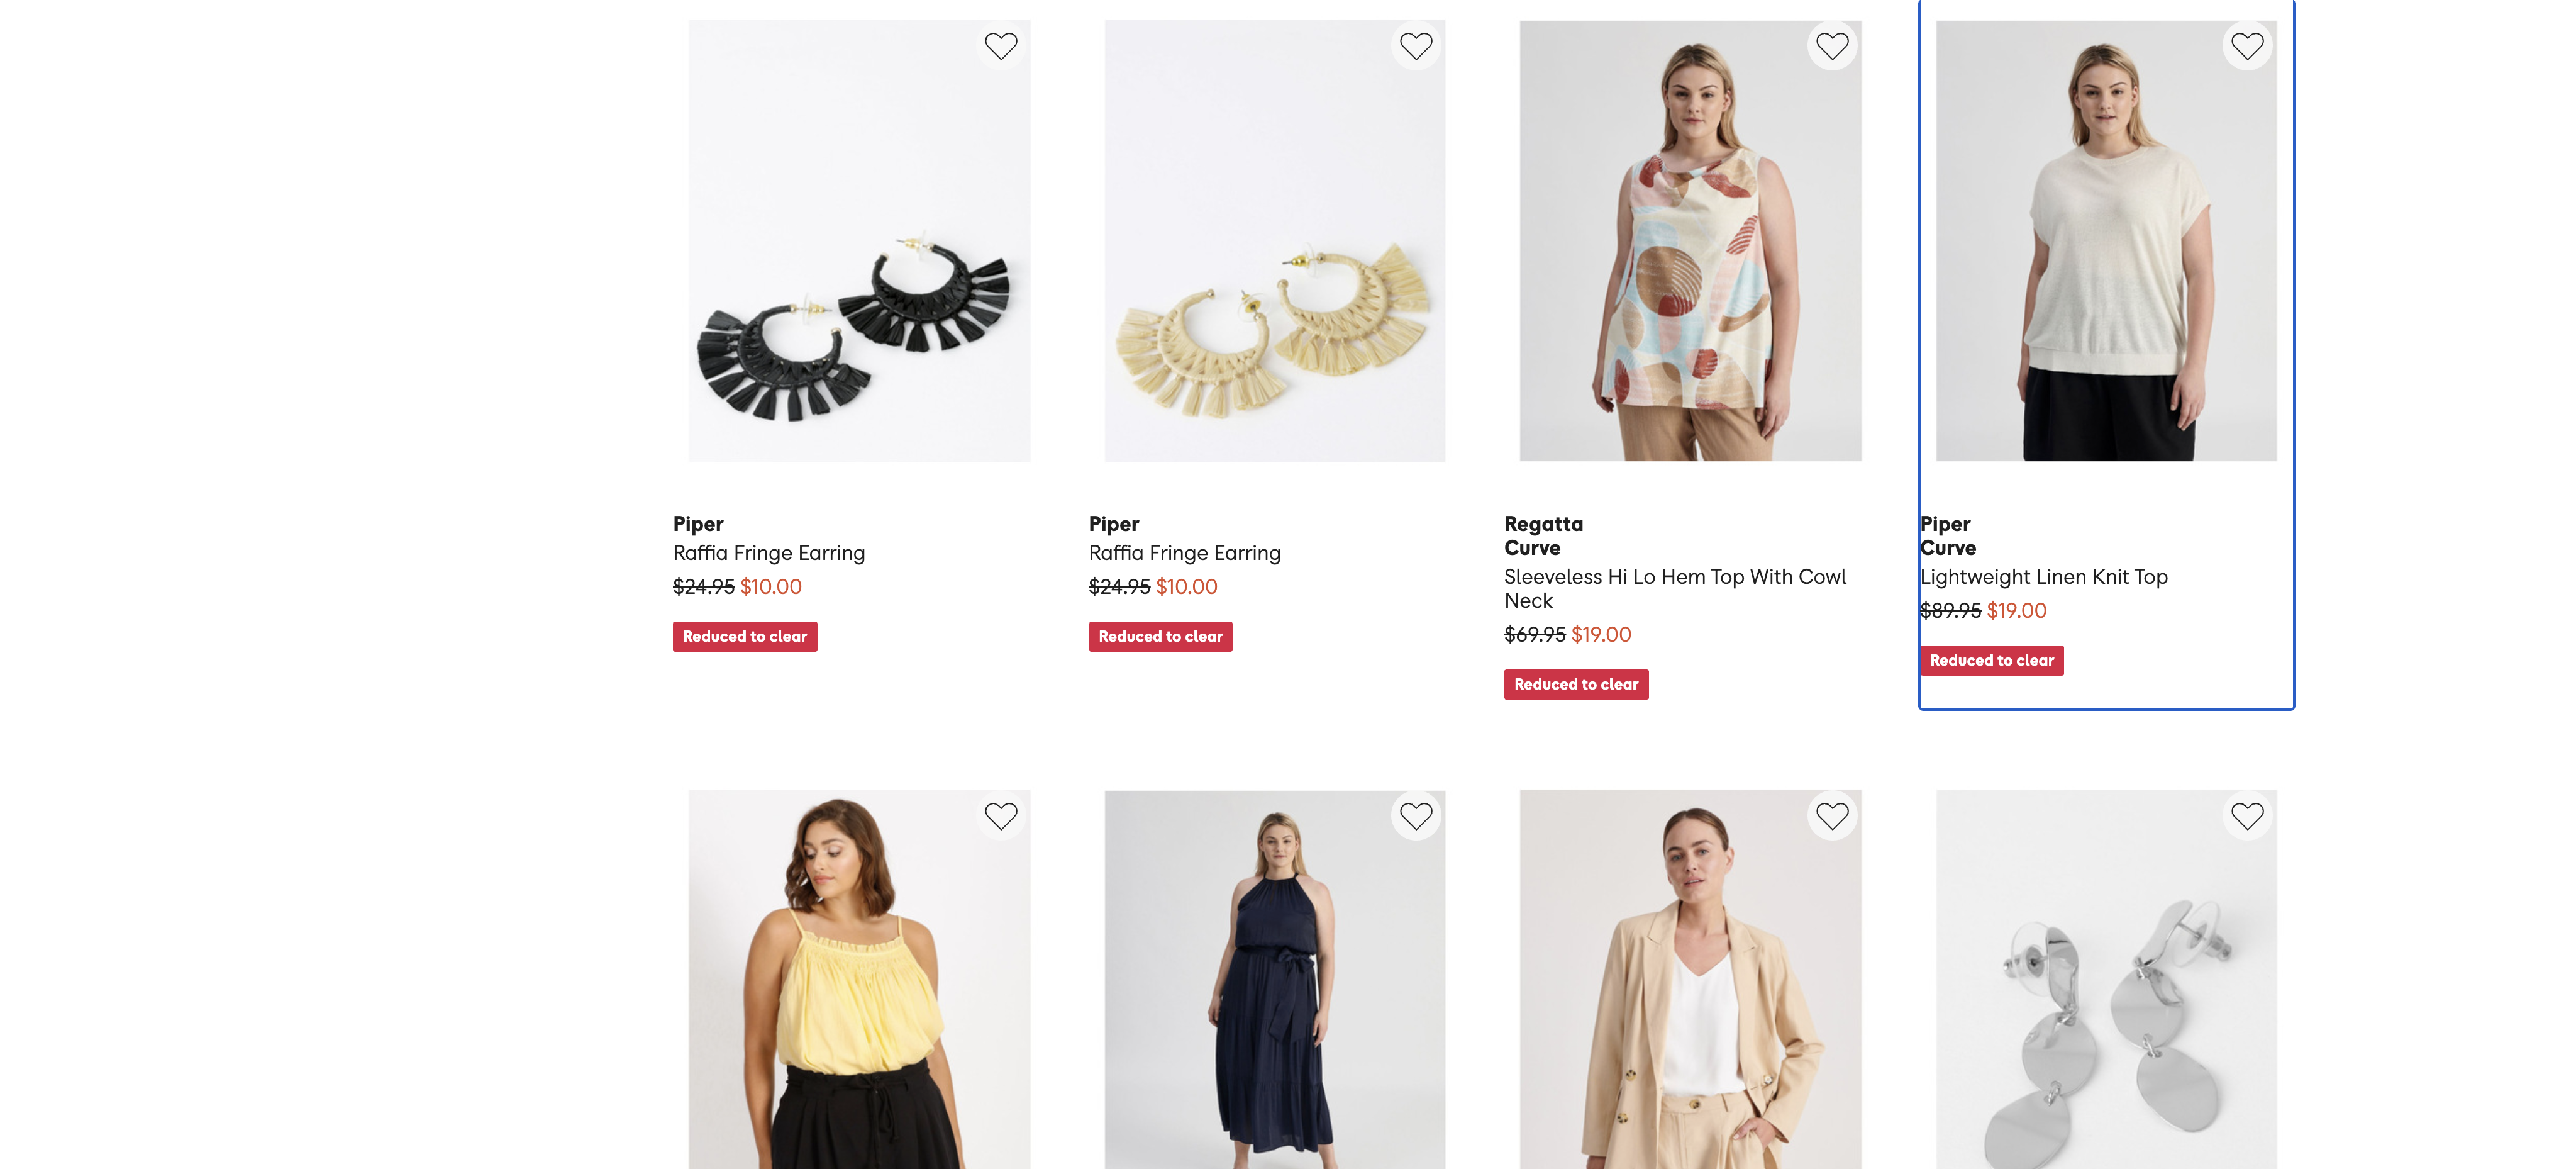 Piper
Raffia Fringe Earring
$24.95 $10.00
Reduced to clear
Piper
Raffia Fringe Earring
$24.95 $10.00
Reduced to clear
Regatta
Curve
Sleeveless Hi Lo Hem Top With Cowl
Neck
$69.95 $19.00
Reduced to clear
Piper
Curve
Lightweight Linen Knit Top
$89.95 $19.00
Reduced to clear